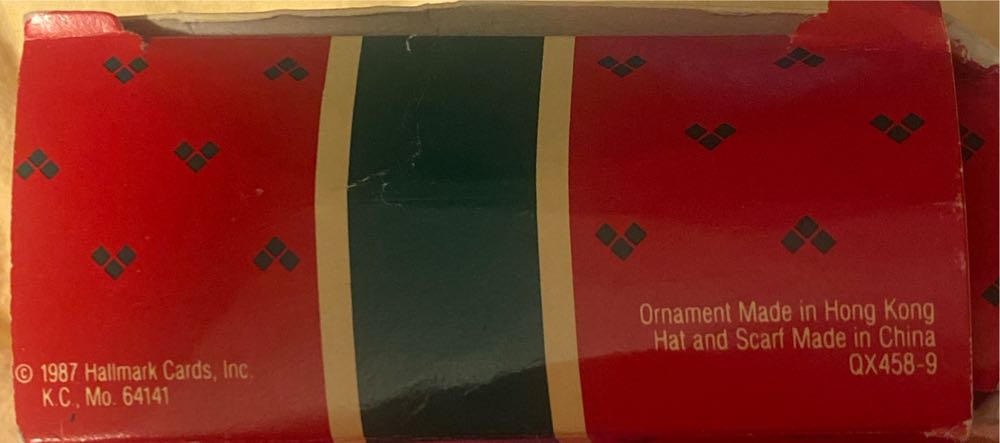 © 1987 Hallmark Cards, Inc.
K.C., Mo. 64141
Ornament Made in Hong Kong
Hat and Scarf Made in China
QX458-9